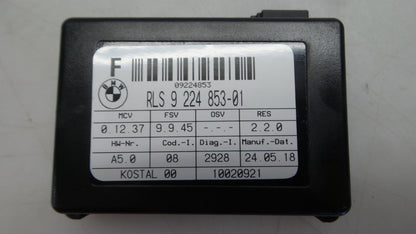 F
09224853
BMW
RLS 9 224 853-01
MCV FSV OSV RES
0.12.37 9.9.45 -.-.- 2.2.0
HW-Nr. Cod.-I. Diag.-I. Manuf.-Dat.
A5.0 08 2928 24.05.18
KOSTAL 00 10020921